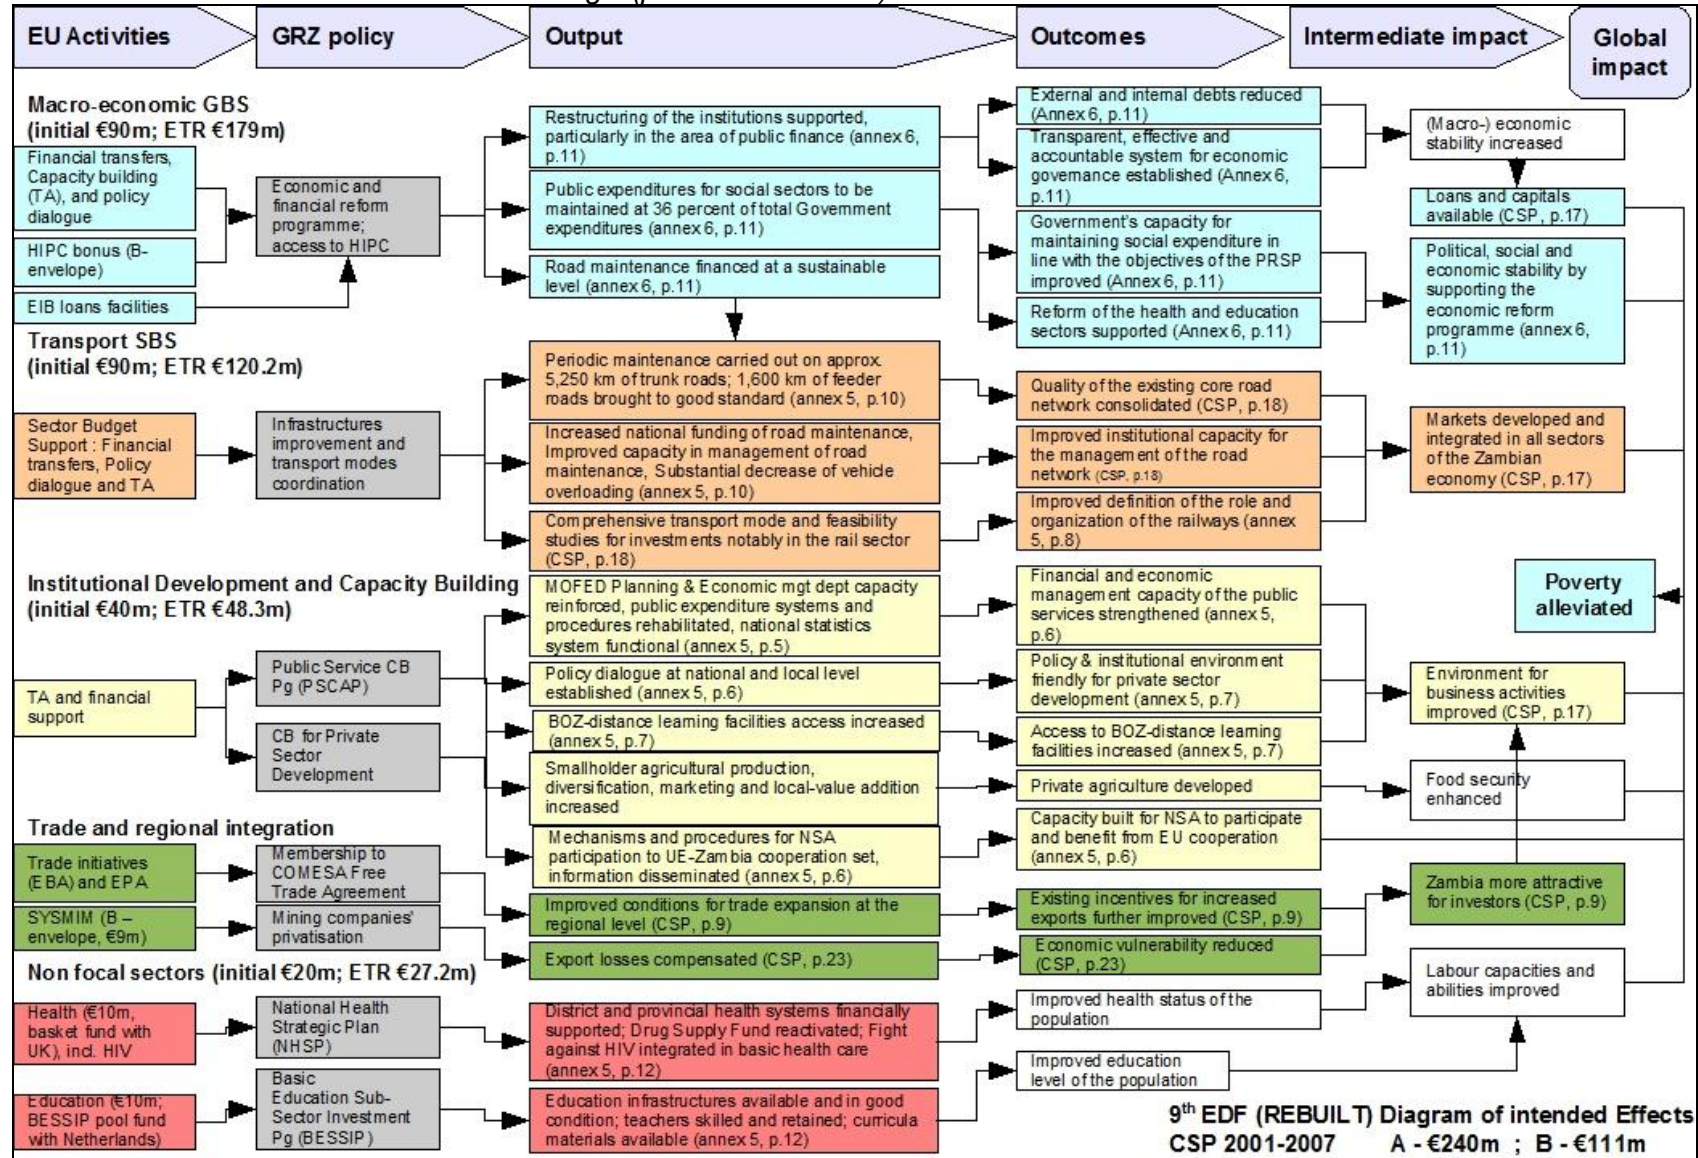 EU Activities
GRZ policy
Output
Outcomes
Intermediate impact
Global
impact
Macro-economic GBS
(initial €90m; ETR €179m)
Financial transfers,
Capacity building
(TA), and policy
dialogue
HIPC bonus (B-
envelope)
EIB loans facilities
Economic and
financial reform
programme;
access to HIPC
Restructuring of the institutions supported,
particularly in the area of public finance (annex 6,
p.11)
Public expenditures for social sectors to be
maintained at 36 percent of total Government
expenditures (annex 6, p.11)
Road maintenance financed at a sustainable
level (annex 6, p.11)
External and internal debts reduced
(Annex 6, p.11)
Transparent, effective and
accountable system for economic
governance established (Annex 6,
p.11)
Government's capacity for
maintaining social expenditure in
line with the objectives of the PRSP
improved (Annex 6, p.11)
Reform of the health and education
sectors supported (Annex 6, p.11)
(Macro-) economic
stability increased
Loans and capitals
available (CSP, p.17)
Political, social and
economic stability by
supporting the
economic reform
programme (annex 6,
p.11)
Transport SBS
(initial €90m; ETR €120.2m)
Sector Budget
Support : Financial
transfers, Policy
dialogue and TA
Infrastructures
improvement and
transport modes
coordination
Periodic maintenance carried out on approx.
5,250 km of trunk roads; 1,600 km of feeder
roads brought to good standard (annex 5, p.10)
Increased national funding of road maintenance,
Improved capacity in management of road
maintenance, Substantial decrease of vehicle
overloading (annex 5, p.10)
Comprehensive transport mode and feasibility
studies for investments notably in the rail sector
(CSP, p.18)
Quality of the existing core road
network consolidated (CSP, p.18)
Improved institutional capacity for
the management of the road
network (CSP, p.18)
Improved definition of the role and
organization of the railways (annex
5, p.8)
Markets developed and
integrated in all sectors
of the Zambian
economy (CSP, p.17)
Poverty
alleviated
Institutional Development and Capacity Building
(initial €40m; ETR €48.3m)
TA and financial
support
Public Service CB
Pg (PSCAP)
CB for Private
Sector
Development
MOFED Planning & Economic mgt dept capacity
reinforced, public expenditure systems and
procedures rehabilitated, national statistics
system functional (annex 5, p.5)
Policy dialogue at national and local level
established (annex 5, p.6)
BOZ-distance learning facilities access increased
(annex 5, p.7)
Smallholder agricultural production,
diversification, marketing and local-value addition
increased
Mechanisms and procedures for NSA
participation to UE-Zambia cooperation set,
information disseminated (annex 5, p.6)
Financial and economic
management capacity of the public
services strengthened (annex 5,
p.6)
Policy & institutional environment
friendly for private sector
development (annex 5, p.7)
Access to BOZ-distance learning
facilities increased (annex 5, p.7)
Private agriculture developed
Capacity built for NSA to participate
and benefit from EU cooperation
(annex 5, p.6)
Environment for
business activities
improved (CSP, p.17)
Food security
enhanced
Trade and regional integration
Trade initiatives
(EBA) and EPA
SYSMIM (B –
envelope, €9m)
Membership to
COMESA Free
Trade Agreement
Mining companies'
privatisation
Improved conditions for trade expansion at the
regional level (CSP, p.9)
Export losses compensated (CSP, p.23)
Existing incentives for increased
exports further improved (CSP, p.9)
Economic vulnerability reduced
(CSP, p.23)
Zambia more attractive
for investors (CSP, p.9)
Non focal sectors (initial €20m; ETR €27.2m)
Health (€10m,
basket fund with
UK), incl. HIV
Education (€10m;
BESSIP pool fund
with Netherlands)
National Health
Strategic Plan
(NHSP)
Basic
Education Sub-
Sector Investment
Pg (BESSIP)
District and provincial health systems financially
supported; Drug Supply Fund reactivated; Fight
against HIV integrated in basic health care
(annex 5, p.12)
Education infrastructures available and in good
condition; teachers skilled and retained; curricula
materials available (annex 5, p.12)
Improved health status of the
population
Improved education
level of the population
Labour capacities and
abilities improved
9th EDF (REBUILT) Diagram of intended Effects
CSP 2001-2007 A - €240m ; B - €111m